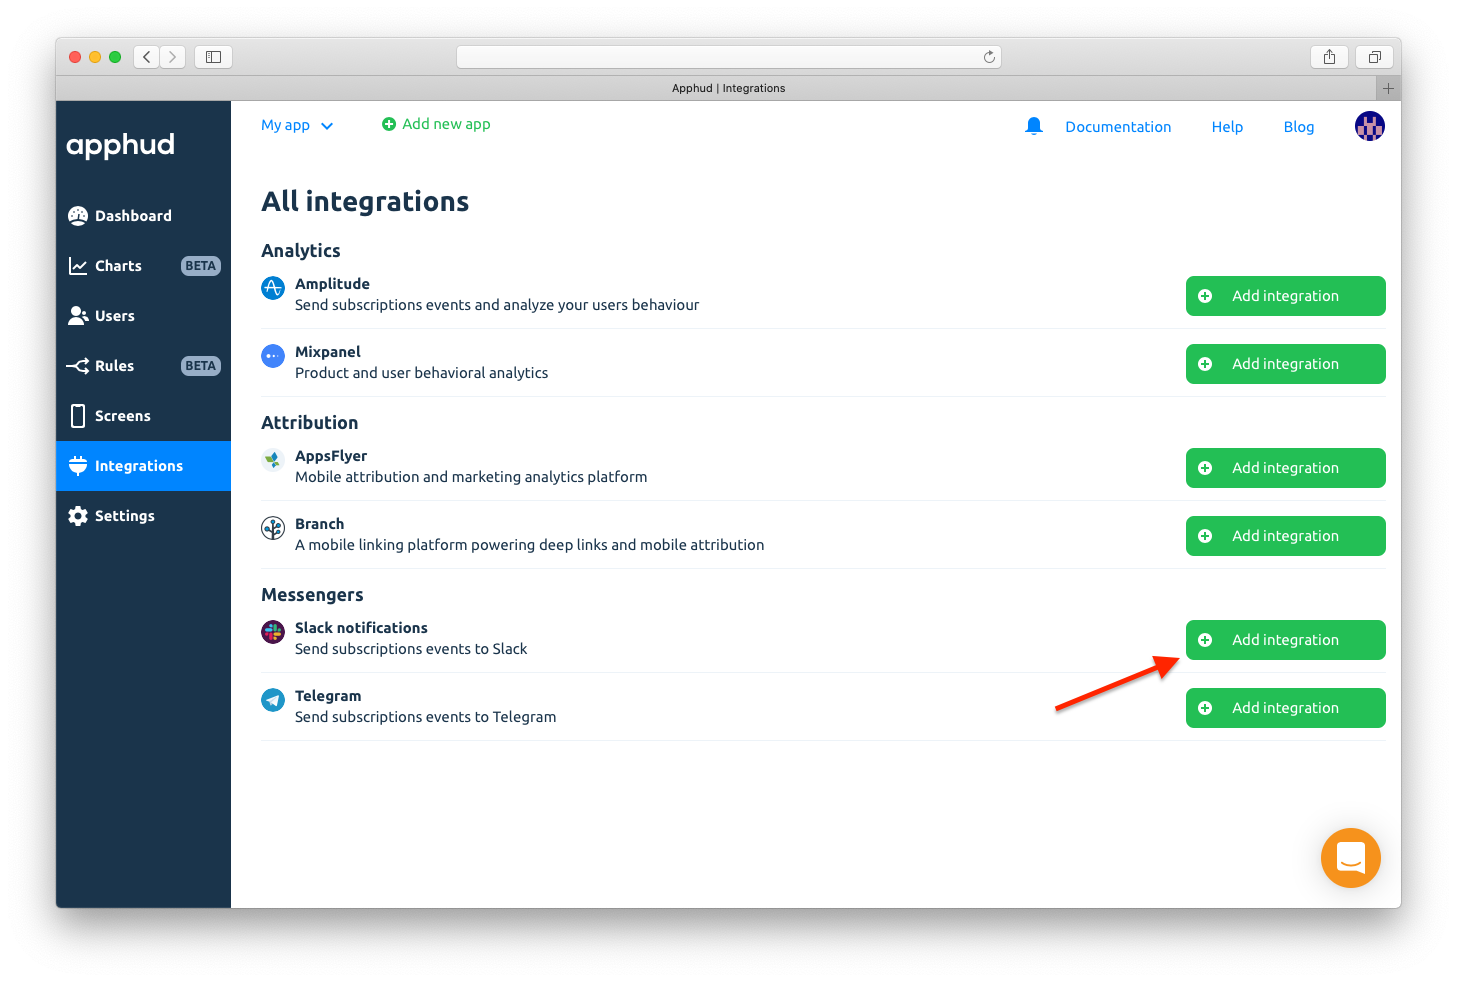 Apphud | Integrations
apphud
My app
Add new app
Documentation
Help
Blog
Dashboard
Charts BETA
Users
Rules BETA
Screens
Integrations
Settings
All integrations
Analytics
Amplitude
Send subscriptions events and analyze your users behaviour
Add integration
Mixpanel
Product and user behavioral analytics
Add integration
Attribution
AppsFlyer
Mobile attribution and marketing analytics platform
Add integration
Branch
A mobile linking platform powering deep links and mobile attribution
Add integration
Messengers
Slack notifications
Send subscriptions events to Slack
Add integration
Telegram
Send subscriptions events to Telegram
Add integration